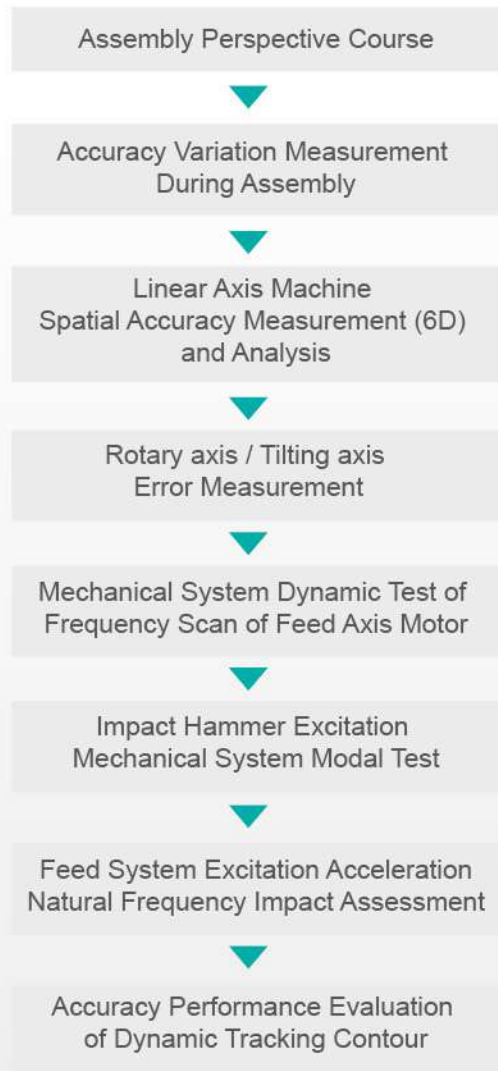 Assembly Perspective Course
Accuracy Variation Measurement
During Assembly
Linear Axis Machine
Spatial Accuracy Measurement (6D)
and Analysis
Rotary axis / Tilting axis
Error Measurement
Mechanical System Dynamic Test of
Frequency Scan of Feed Axis Motor
Impact Hammer Excitation
Mechanical System Modal Test
Feed System Excitation Acceleration
Natural Frequency Impact Assessment
Accuracy Performance Evaluation
of Dynamic Tracking Contour